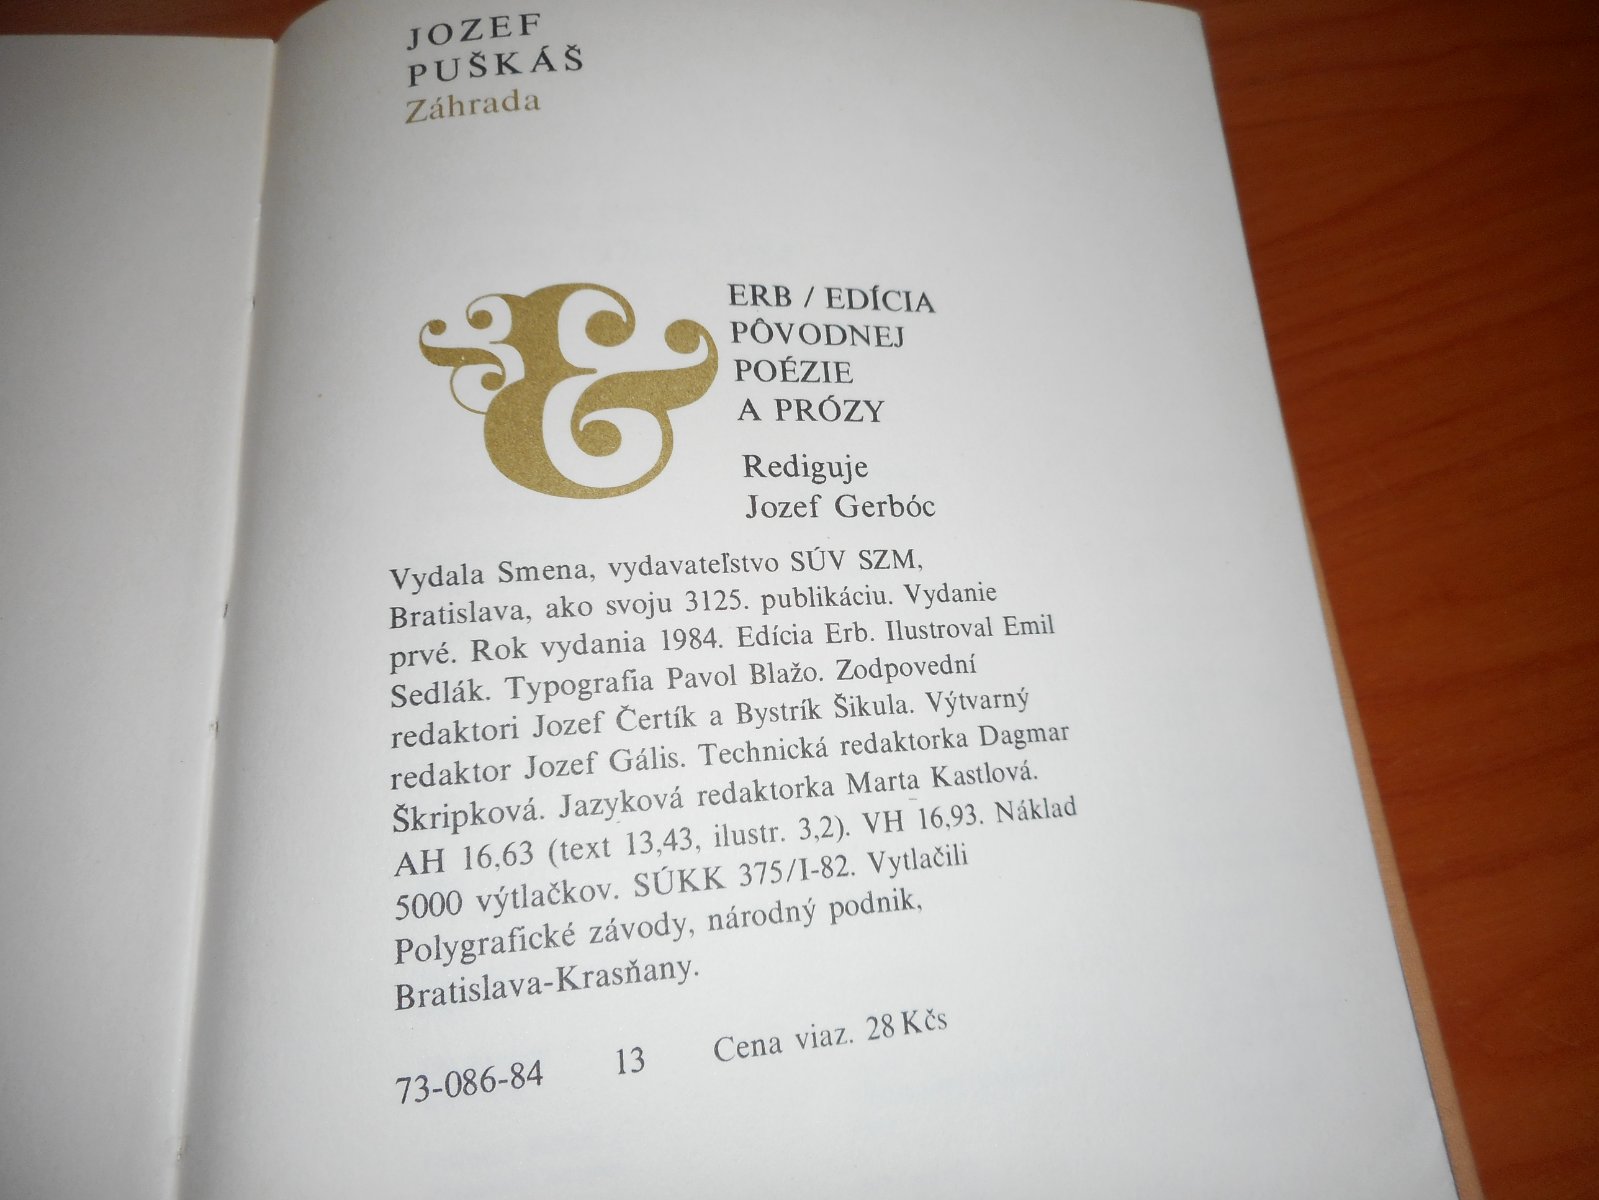 JOZEF
PUŠKÁŠ
Záhrada
&
ERB / EDÍCIA
PÔVODNEJ
POÉZIE
A PRÓZY
Rediguje
Jozef Gerbóc
Vydala Smena, vydavateľstvo SÚV SZM,
Bratislava, ako svoju 3125. publikáciu. Vydanie
prvé. Rok vydania 1984. Edícia Erb. Ilustroval Emil
Sedlák. Typografia Pavol Blažo. Zodpovední
redaktori Jozef Čertík a Bystrík Šikula. Výtvarný
redaktor Jozef Gális. Technická redaktorka Dagmar
Škripková. Jazyková redaktorka Marta Kastlová.
AH 16,63 (text 13,43, ilustr. 3,2). VH 16,93. Náklad
5000 výtlačkov. SÚKK 375/I-82. Vytlačili
Polygrafické závody, národný podnik,
Bratislava-Krasňany.
73-086-84 13 Cena viaz. 28 Kčs